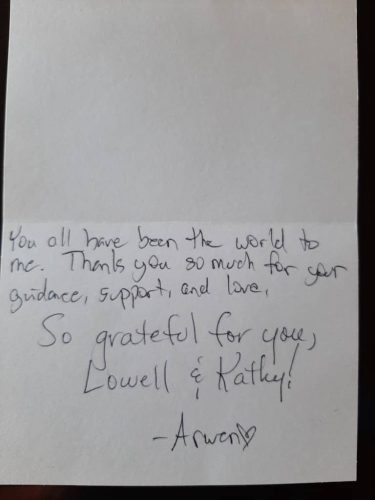 You all have been the world to
me. Thanks you so much for your
guidance, support, and love.
So grateful for you,
Lowell & Kathy!
-Arwen♡